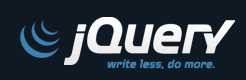 jQuery
write less, do more.